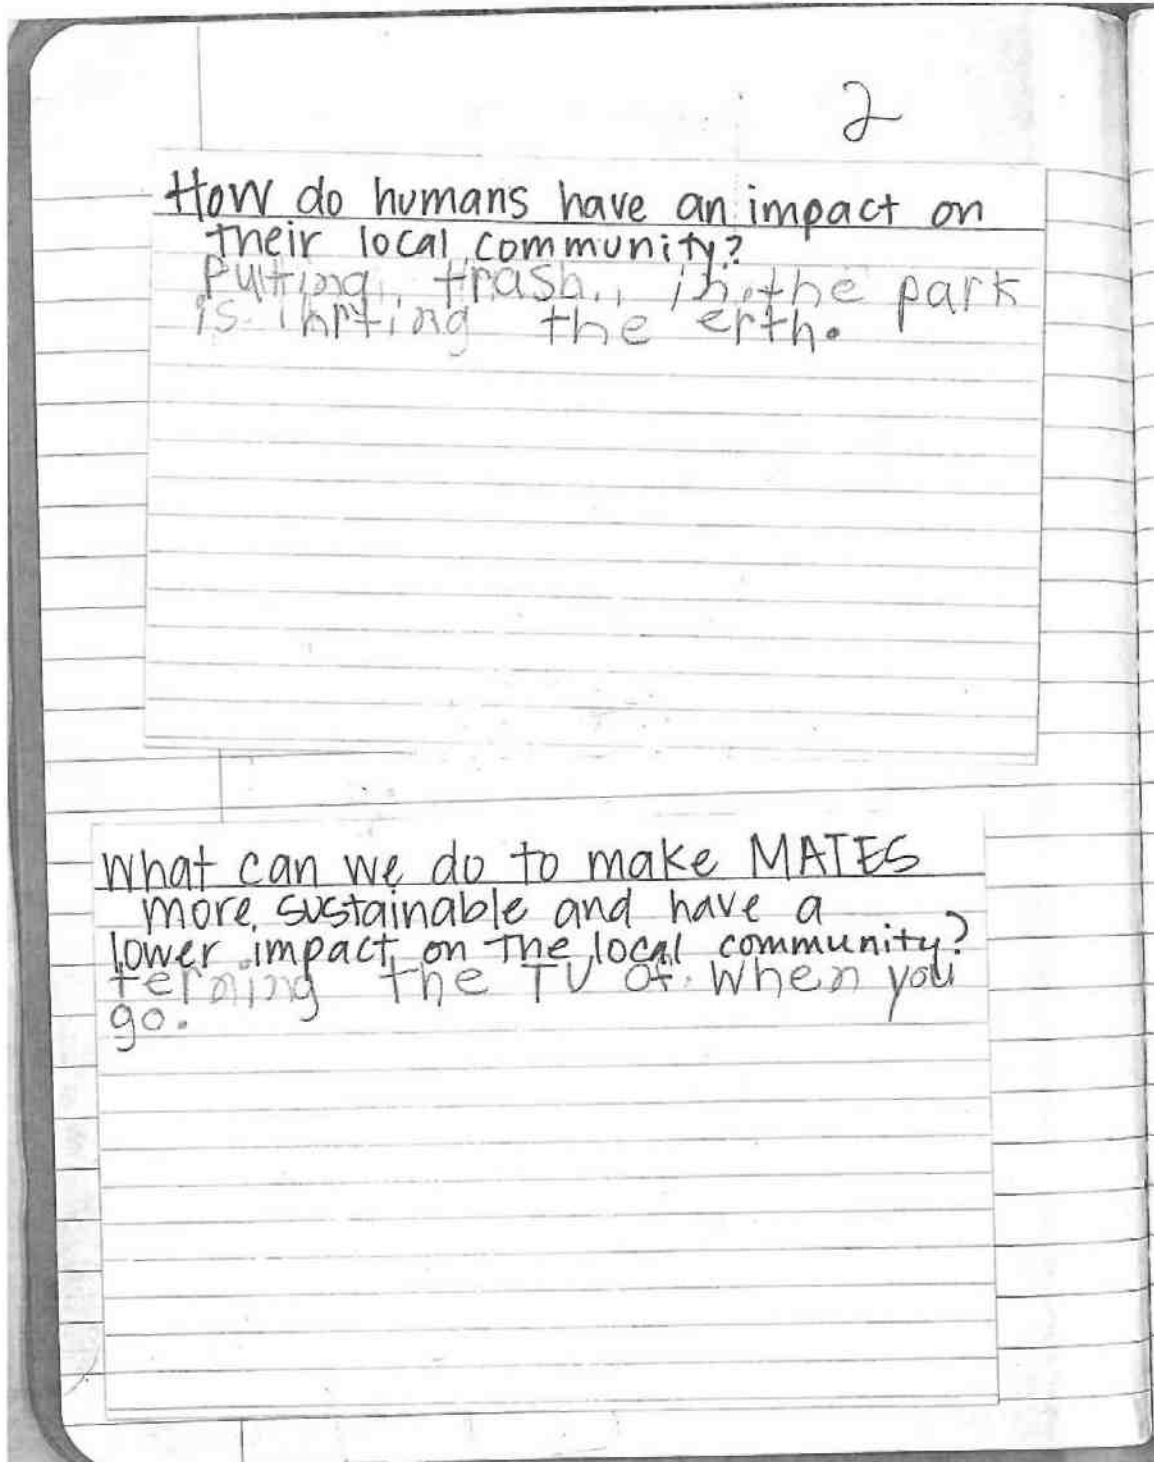 2
How do humans have an impact on
their local community?
Putting trash in the park
is hrting the erth.
What can we do to make MATES
more sustainable and have a
lower impact on the local community?
terning the TV of when you
go.